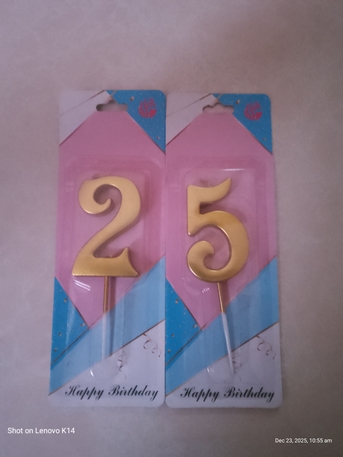 2 5
Happy Birthday Happy Birthday
Shot on Lenovo K14
Dec 23, 2025, 10:55 am